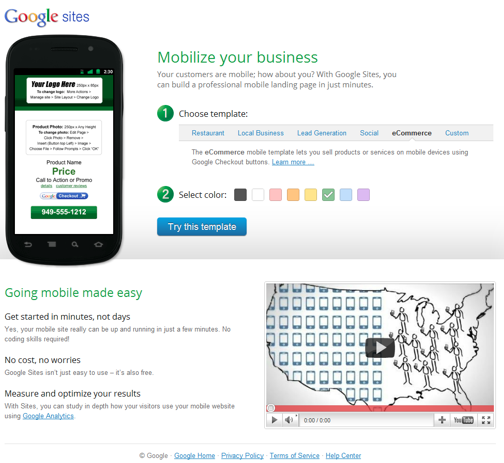 Google sites
2:30
Your Logo Here 250px x 40px
To change logo: More Actions >
Manage site > Site Layout > Change Logo
Product Photo: 250px x Any Height
To change photo: Edit Page >
Click Photo > Remove >
Insert (Button top Left) > Image >
Choose File > Follow Prompts > Click "OK"
Product Name
Price
Call to Action or Promo
details customer reviews
Google Checkout
949-555-1212
Mobilize your business
Your customers are mobile; how about you? With Google Sites, you
can build a professional mobile landing page in just minutes.
1 Choose template:
Restaurant Local Business Lead Generation Social eCommerce Custom
The eCommerce mobile template lets you sell products or services on mobile devices using
Google Checkout buttons. Learn more ...
2 Select color:
Try this template
Going mobile made easy
Get started in minutes, not days
Yes, your mobile site really can be up and running in just a few minutes. No
coding skills required!
No cost, no worries
Google Sites isn't just easy to use – it's also free.
Measure and optimize your results
With Sites, you can study in depth how your visitors use your mobile website
using Google Analytics.
0:00 / 0:00
YouTube
© Google · Google Home · Privacy Policy · Terms of Service · Help Center